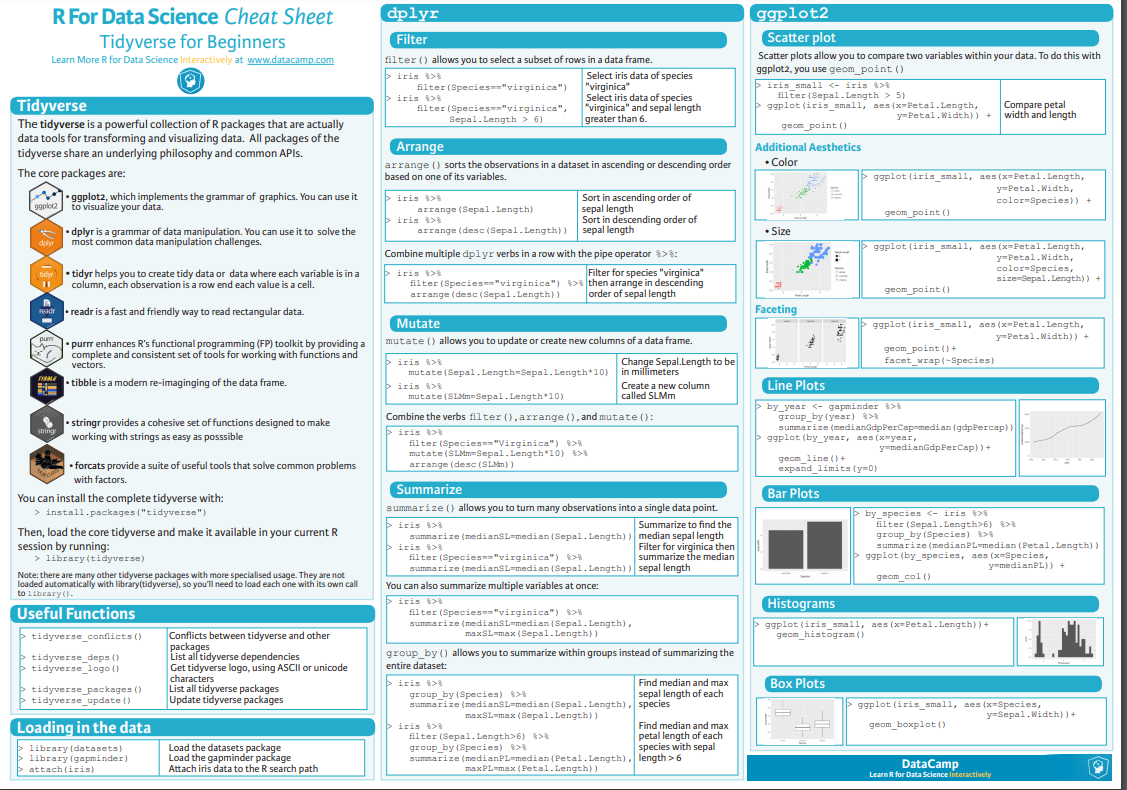 R For Data Science Cheat Sheet
Tidyverse for Beginners
Learn More R for Data Science Interactively at www.datacamp.com
Tidyverse
The tidyverse is a powerful collection of R packages that are actually
data tools for transforming and visualizing data. All packages of the
tidyverse share an underlying philosophy and common APIs.
The core packages are:
ggplot2
• ggplot2, which implements the grammar of graphics. You can use it
to visualize your data.
dplyr
• dplyr is a grammar of data manipulation. You can use it to solve the
most common data manipulation challenges.
tidyr
• tidyr helps you to create tidy data or data where each variable is in a
column, each observation is a row end each value is a cell.
readr
• readr is a fast and friendly way to read rectangular data.
purrr
• purrr enhances R's functional programming (FP) toolkit by providing a
complete and consistent set of tools for working with functions and
vectors.
TIBBLE
• tibble is a modern re-imaginging of the data frame.
stringr
• stringr provides a cohesive set of functions designed to make
working with strings as easy as posssible
forcats
• forcats provide a suite of useful tools that solve common problems
with factors.
You can install the complete tidyverse with:
> install.packages("tidyverse")
Then, load the core tidyverse and make it available in your current R
session by running:
> library(tidyverse)
Note: there are many other tidyverse packages with more specialised usage. They are not
loaded automatically with library(tidyverse), so you'll need to load each one with its own call
to library().
Useful Functions
> tidyverse_conflicts() Conflicts between tidyverse and other
packages
> tidyverse_deps() List all tidyverse dependencies
> tidyverse_logo() Get tidyverse logo, using ASCII or unicode
characters
> tidyverse_packages() List all tidyverse packages
> tidyverse_update() Update tidyverse packages
Loading in the data
> library(datasets) Load the datasets package
> library(gapminder) Load the gapminder package
> attach(iris) Attach iris data to the R search path
dplyr
Filter
filter() allows you to select a subset of rows in a data frame.
> iris %>% Select iris data of species
filter(Species=="virginica") "virginica"
> iris %>% Select iris data of species
filter(Species=="virginica", "virginica" and sepal length
Sepal.Length > 6) greater than 6.
Arrange
arrange() sorts the observations in a dataset in ascending or descending order
based on one of its variables.
> iris %>% Sort in ascending order of
arrange(Sepal.Length) sepal length
> iris %>% Sort in descending order of
arrange(desc(Sepal.Length)) sepal length
Combine multiple dplyr verbs in a row with the pipe operator %>%:
> iris %>% Filter for species "virginica"
filter(Species=="virginica") %>% then arrange in descending
arrange(desc(Sepal.Length)) order of sepal length
Mutate
mutate() allows you to update or create new columns of a data frame.
> iris %>% Change Sepal.Length to be
mutate(Sepal.Length=Sepal.Length*10) in millimeters
> iris %>% Create a new column
mutate(SLMm=Sepal.Length*10) called SLMm
Combine the verbs filter(), arrange(), and mutate():
> iris %>%
filter(Species=="Virginica") %>%
mutate(SLMm=Sepal.Length*10) %>%
arrange(desc(SLMm))
Summarize
summarize() allows you to turn many observations into a single data point.
> iris %>% Summarize to find the
summarize(medianSL=median(Sepal.Length)) median sepal length
> iris %>% Filter for virginica then
filter(Species=="virginica") %>% summarize the median
summarize(medianSL=median(Sepal.Length)) sepal length
You can also summarize multiple variables at once:
> iris %>%
filter(Species=="virginica") %>%
summarize(medianSL=median(Sepal.Length),
maxSL=max(Sepal.Length))
group_by() allows you to summarize within groups instead of summarizing the
entire dataset:
> iris %>% Find median and max
group_by(Species) %>% sepal length of each
summarize(medianSL=median(Sepal.Length), species
maxSL=max(Sepal.Length))
> iris %>% Find median and max
filter(Sepal.Length>6) %>% petal length of each
group_by(Species) %>% species with sepal
summarize(medianPL=median(Petal.Length), length > 6
maxPL=max(Petal.Length))
ggplot2
Scatter plot
Scatter plots allow you to compare two variables within your data. To do this with
ggplot2, you use geom_point()
> iris_small <- iris %>%
filter(Sepal.Length > 5)
> ggplot(iris_small, aes(x=Petal.Length, Compare petal
y=Petal.Width)) + width and length
geom_point()
Additional Aesthetics
• Color
> ggplot(iris_small, aes(x=Petal.Length,
y=Petal.Width,
color=Species)) +
geom_point()
• Size
> ggplot(iris_small, aes(x=Petal.Length,
y=Petal.Width,
color=Species,
size=Sepal.Length)) +
geom_point()
Faceting
> ggplot(iris_small, aes(x=Petal.Length,
y=Petal.Width)) +
geom_point()+
facet_wrap(~Species)
Line Plots
> by_year <- gapminder %>%
group_by(year) %>%
summarize(medianGdpPerCap=median(gdpPercap))
> ggplot(by_year, aes(x=year,
y=medianGdpPerCap))+
geom_line()+
expand_limits(y=0)
Bar Plots
> by_species <- iris %>%
filter(Sepal.Length>6) %>%
group_by(Species) %>%
summarize(medianPL=median(Petal.Length))
> ggplot(by_species, aes(x=Species,
y=medianPL)) +
geom_col()
Histograms
> ggplot(iris_small, aes(x=Petal.Length))+
geom_histogram()
Box Plots
> ggplot(iris_small, aes(x=Species,
y=Sepal.Width))+
geom_boxplot()
DataCamp
Learn R for Data Science Interactively